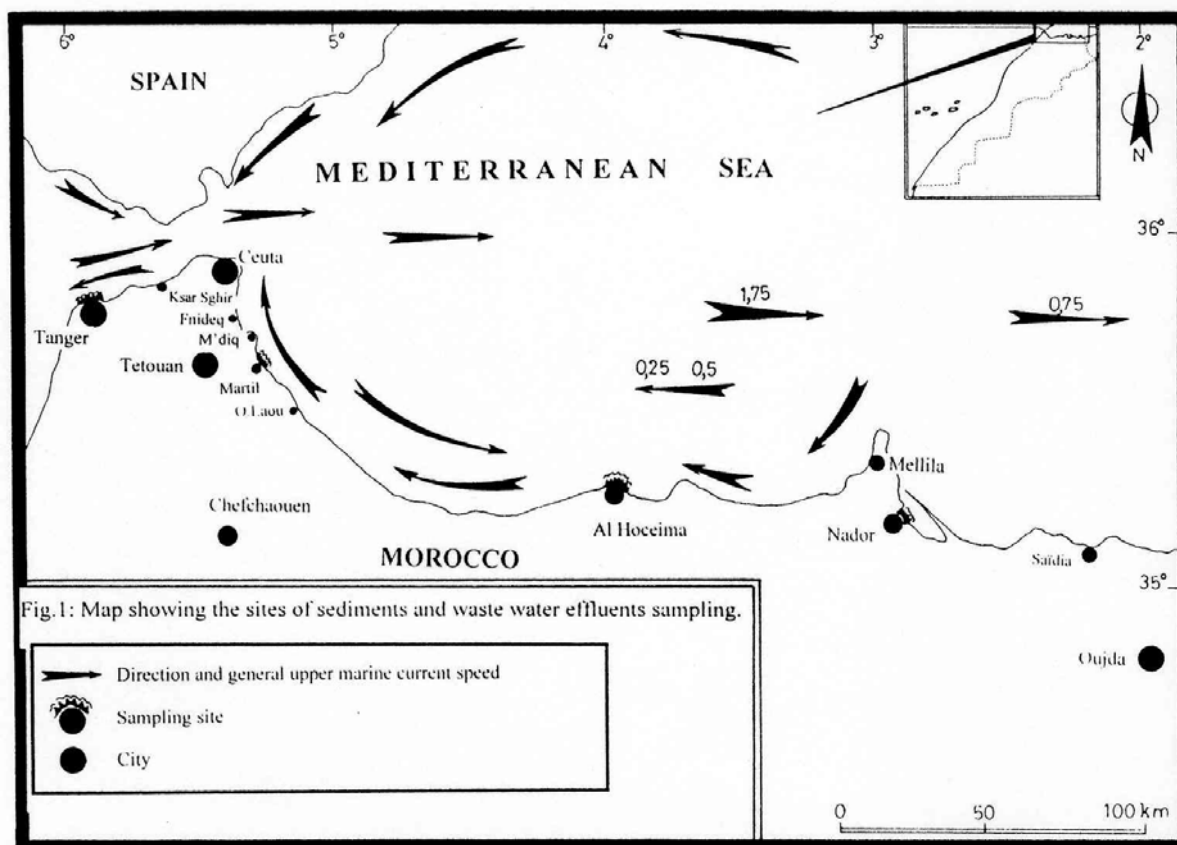 6° 5° 4° 3° 2°
SPAIN
N
MEDITERRANEAN SEA
36°
Ceuta
Ksar Sghir
1,75
0,75
Fnideq
Tanger
M'diq
Tetouan
0,25 0,5
Martil
O.Laou
Mellila
Chefchaouen
Al Hoceima
Nador
MOROCCO
Saïdia
35°
Fig.1: Map showing the sites of sediments and waste water effluents sampling.
Oujda
Direction and general upper marine current speed
Sampling site
City
0 50 100 km